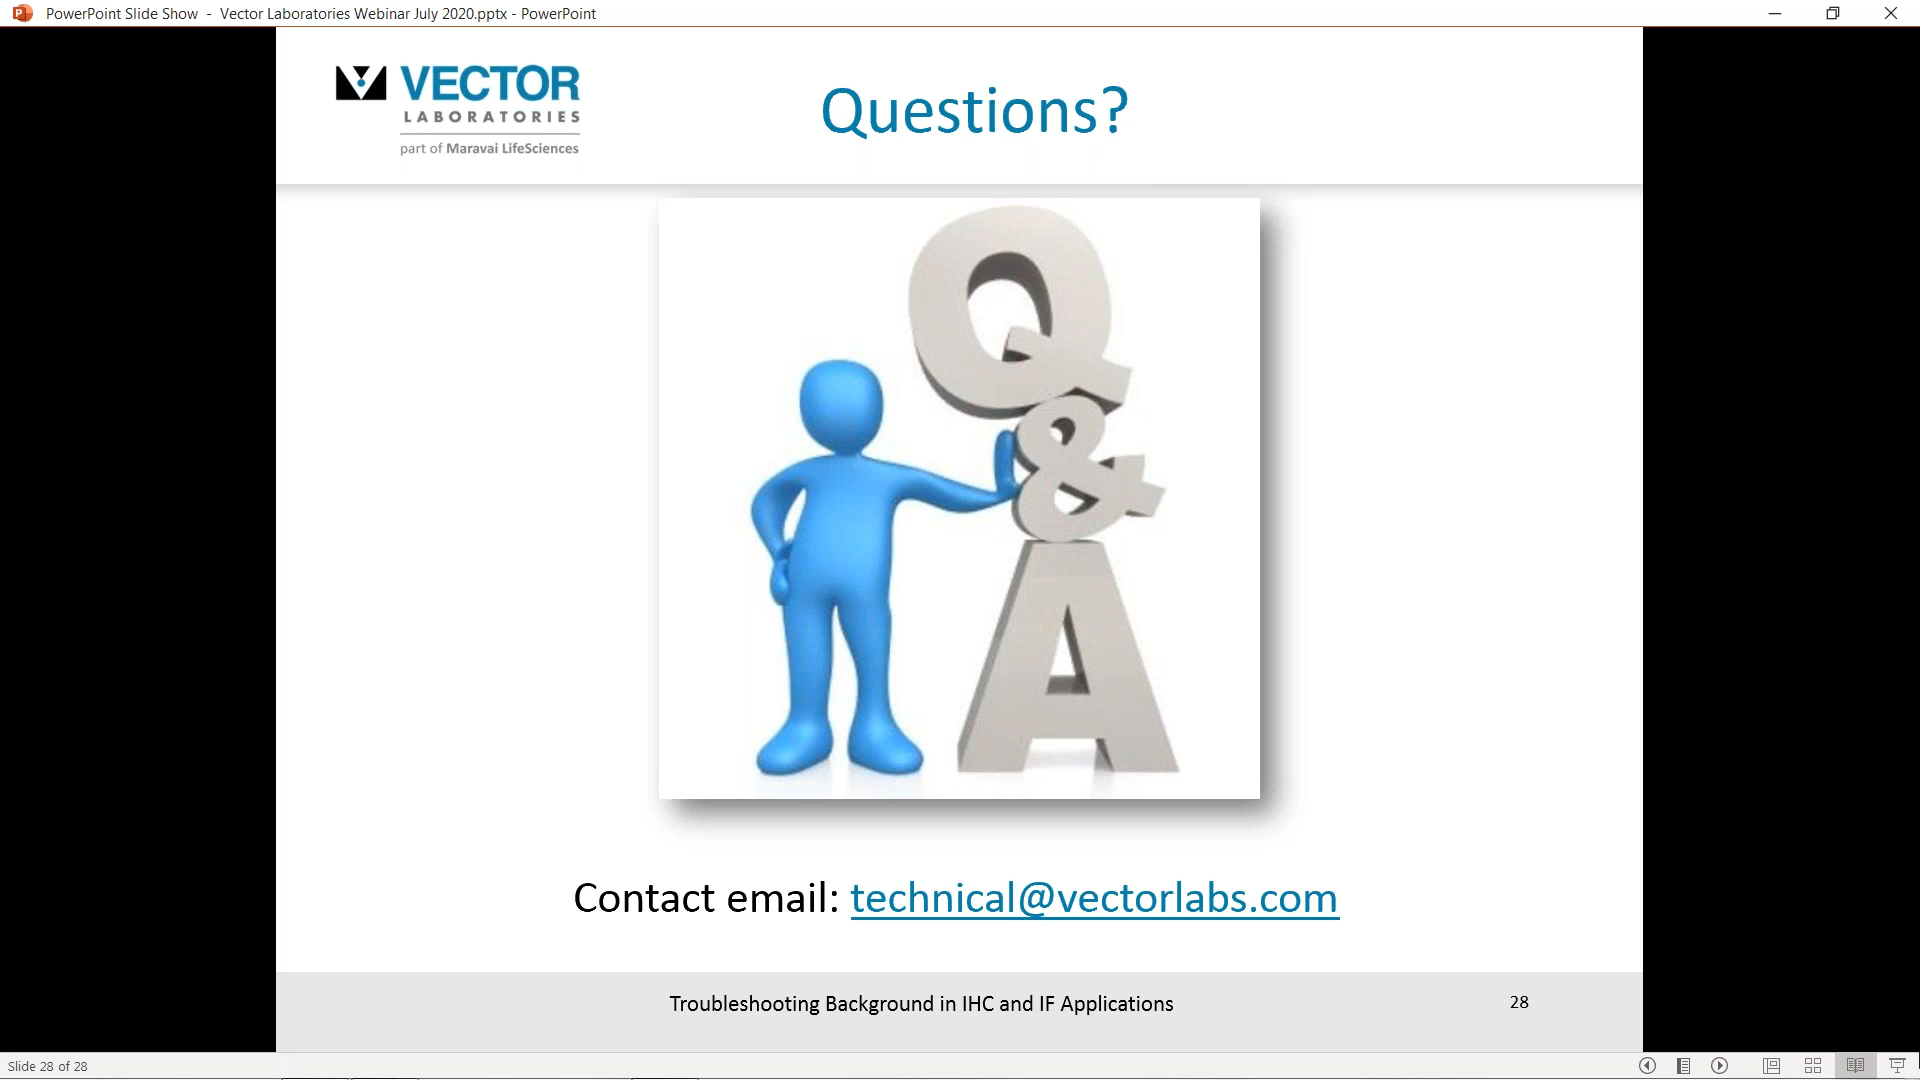 PowerPoint Slide Show - Vector Laboratories Webinar July 2020.pptx - PowerPoint
VECTOR
LABORATORIES
part of Maravai LifeSciences
Questions?
Q
&
A
Contact email: technical@vectorlabs.com
Troubleshooting Background in IHC and IF Applications
28
Slide 28 of 28